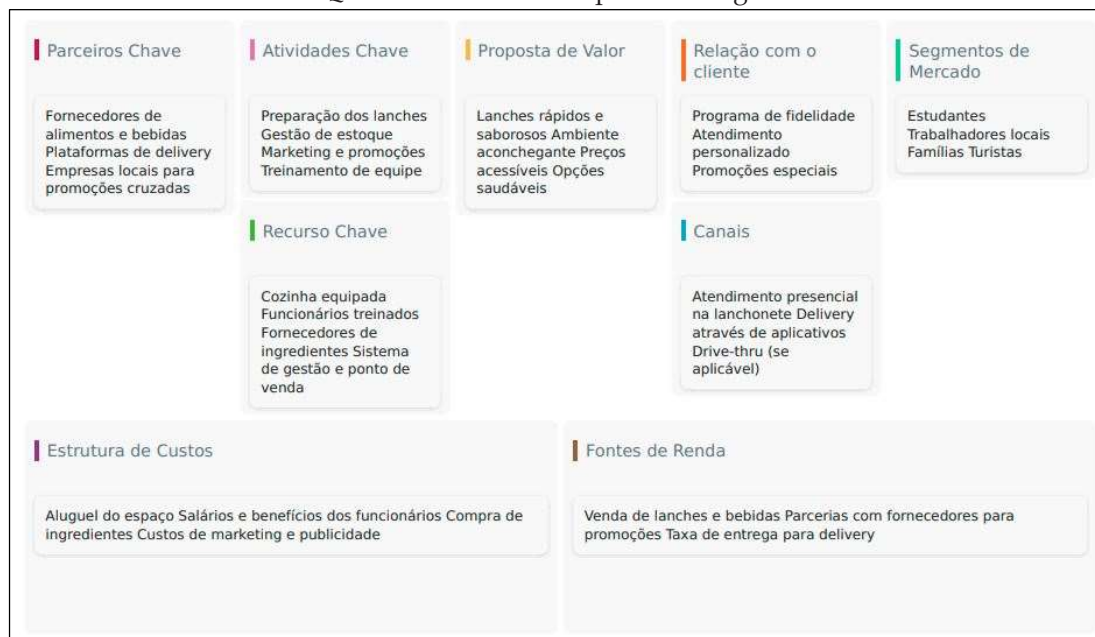 Parceiros Chave
Fornecedores de
alimentos e bebidas
Plataformas de delivery
Empresas locais para
promoções cruzadas
Atividades Chave
Preparação dos lanches
Gestão de estoque
Marketing e promoções
Treinamento de equipe
Recurso Chave
Cozinha equipada
Funcionários treinados
Fornecedores de
ingredientes Sistema
de gestão e ponto de
venda
Proposta de Valor
Lanches rápidos e
saborosos Ambiente
aconchegante Preços
acessíveis Opções
saudáveis
Relação com o
cliente
Programa de fidelidade
Atendimento
personalizado
Promoções especiais
Canais
Atendimento presencial
na lanchonete Delivery
através de aplicativos
Drive-thru (se
aplicável)
Segmentos de
Mercado
Estudantes
Trabalhadores locais
Famílias Turistas
Estrutura de Custos
Aluguel do espaço Salários e benefícios dos funcionários Compra de
ingredientes Custos de marketing e publicidade
Fontes de Renda
Venda de lanches e bebidas Parcerias com fornecedores para
promoções Taxa de entrega para delivery